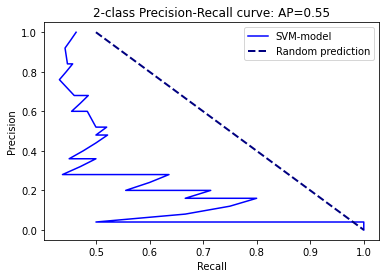 2-class Precision-Recall curve: AP=0.55
SVM-model
Random prediction
Precision
1.0
0.8
0.6
0.4
0.2
0.0
0.5
0.6
0.7
0.8
0.9
1.0
Recall